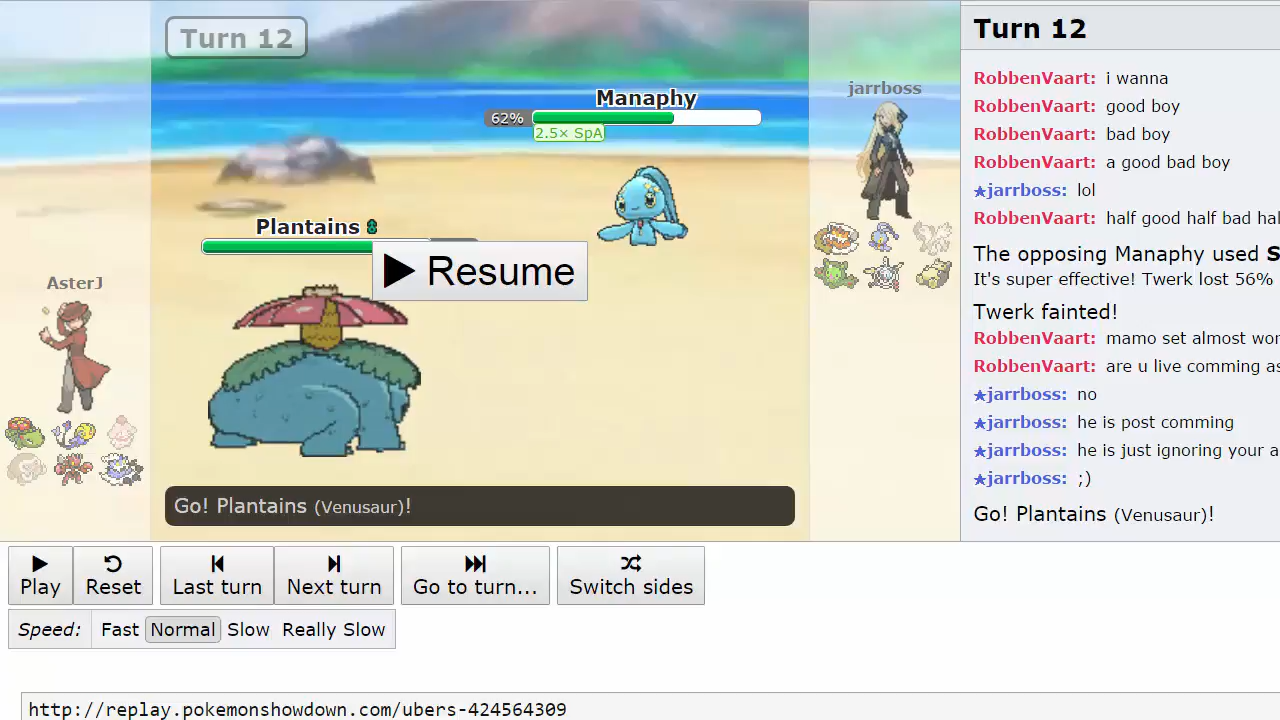 Turn 12
Manaphy
62%
2.5× SpA
Plantains
Resume
AsterJ
jarrboss
Go! Plantains (Venusaur)!
Turn 12
RobbenVaart: i wanna
RobbenVaart: good boy
RobbenVaart: bad boy
RobbenVaart: a good bad boy
★jarrboss: lol
RobbenVaart: half good half bad hal
The opposing Manaphy used S
It's super effective! Twerk lost 56%
Twerk fainted!
RobbenVaart: mamo set almost wor
RobbenVaart: are u live comming as
★jarrboss: no
★jarrboss: he is post comming
★jarrboss: he is just ignoring your a
★jarrboss: ;)
Go! Plantains (Venusaur)!
Play
Reset
Last turn
Next turn
Go to turn...
Switch sides
Speed: Fast Normal Slow Really Slow
http://replay.pokemonshowdown.com/ubers-424564309